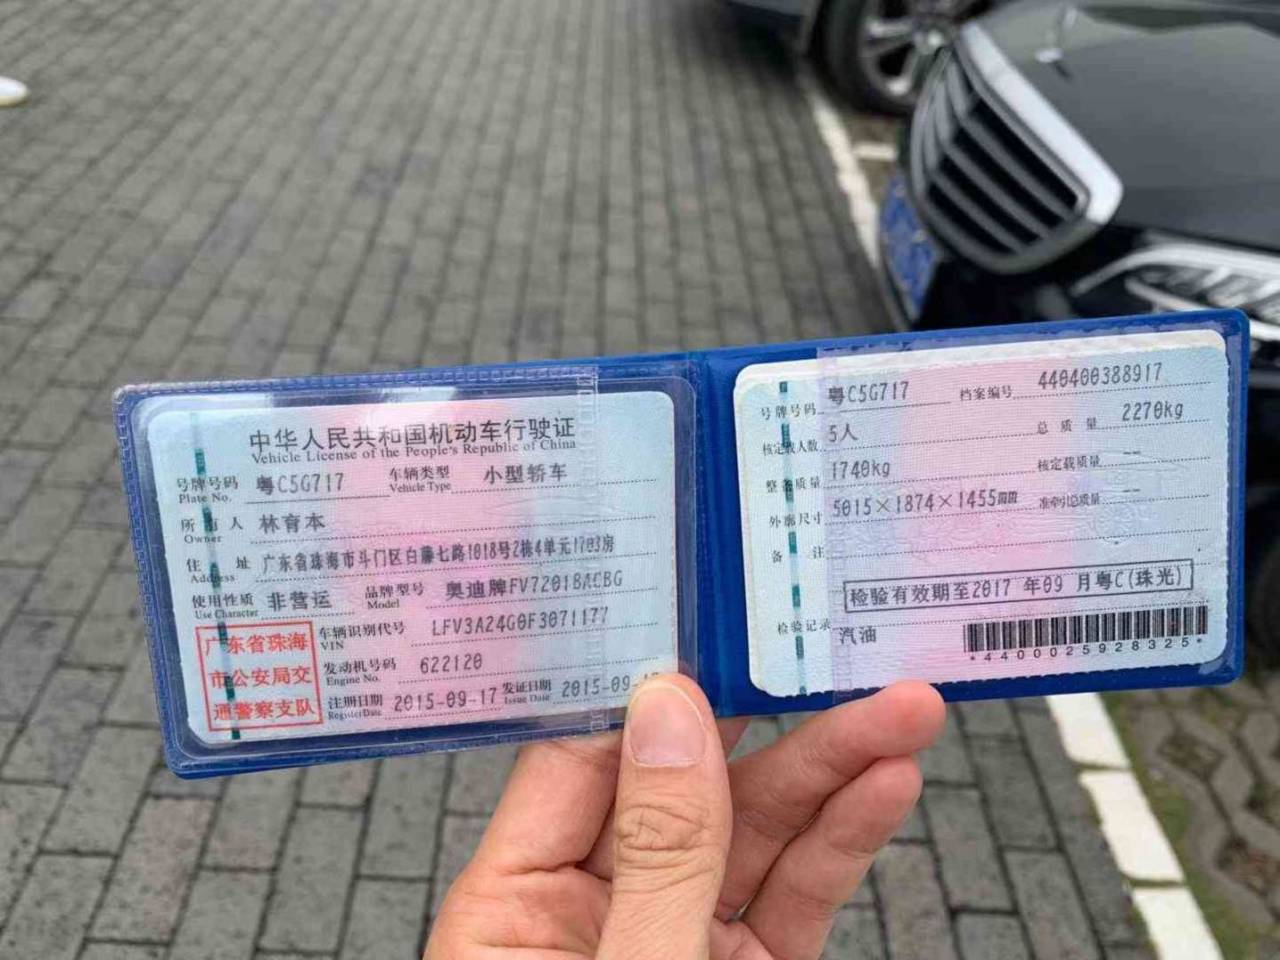 中华人民共和国机动车行驶证
Vehicle License of the People's Republic of China
号牌号码 粤C5G717 车辆类型 小型轿车
Plate No. Vehicle Type
所有人 林育本
Owner
住址 广东省珠海市斗门区白藤七路1018号2栋4单元1703房
Address
使用性质 非营运 品牌型号 奥迪牌FV72018ACBG
Use Character Model
广东省珠海
市公安局交
通警察支队
车辆识别代号 LFV3A24G0F3071177
VIN
发动机号码 622120
Engine No.
注册日期 2015-09-17 发证日期 2015-09-
Register Date Issue Date
号牌号码 粤C5G717 档案编号 440400388917
核定载人数 5人 总质量 2270kg
整备质量 1740kg 核定载质量 --
外廓尺寸 5015×1874×1455 准牵引总质量 --
备注
检验有效期至2017年09月粤C(珠光)
检验记录 汽油
*4400025928325*